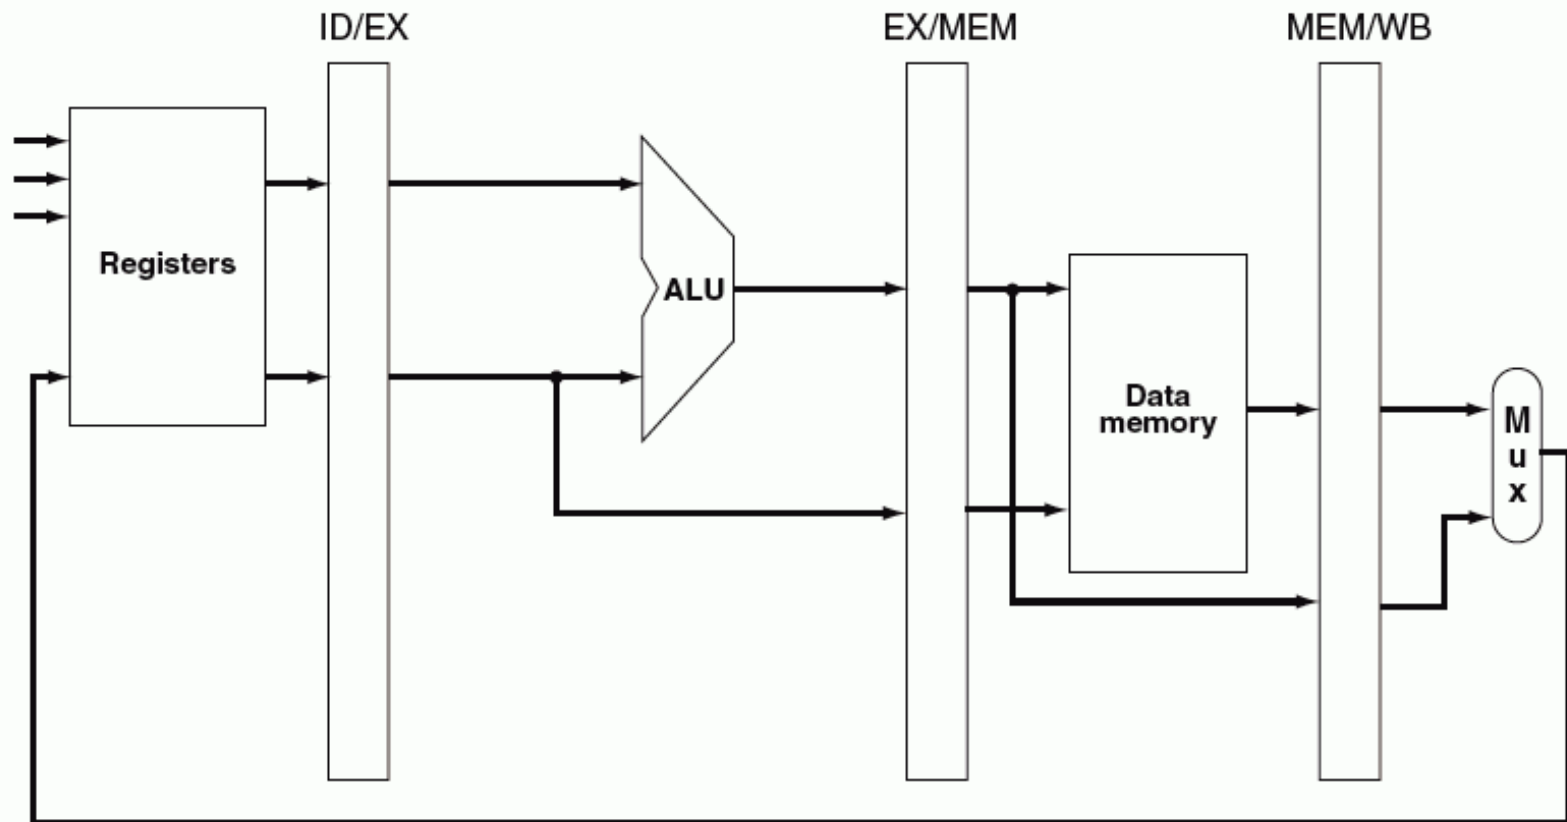 ID/EX
EX/MEM
MEM/WB
Registers
ALU
Data
memory
M
u
x